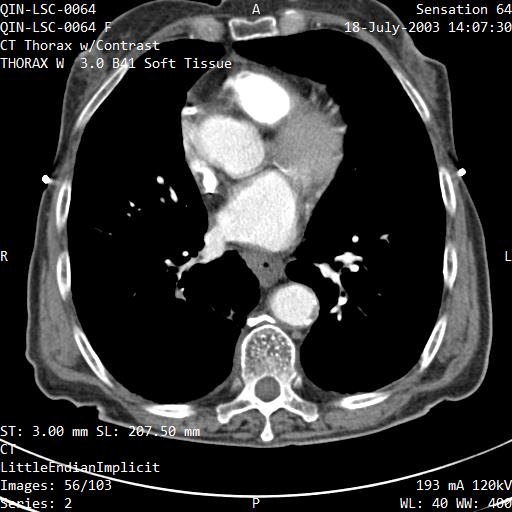 QIN-LSC-0064 A Sensation 64
QIN-LSC-0064 F 18-July-2003 14:07:30
CT Thorax w/Contrast
THORAX W 3.0 B41 Soft Tissue
R L
ST: 3.00 mm SL: 207.50 mm
CT
LittleEndianImplicit
Images: 56/103 193 mA 120kV
Series: 2 P WL: 40 WW: 400